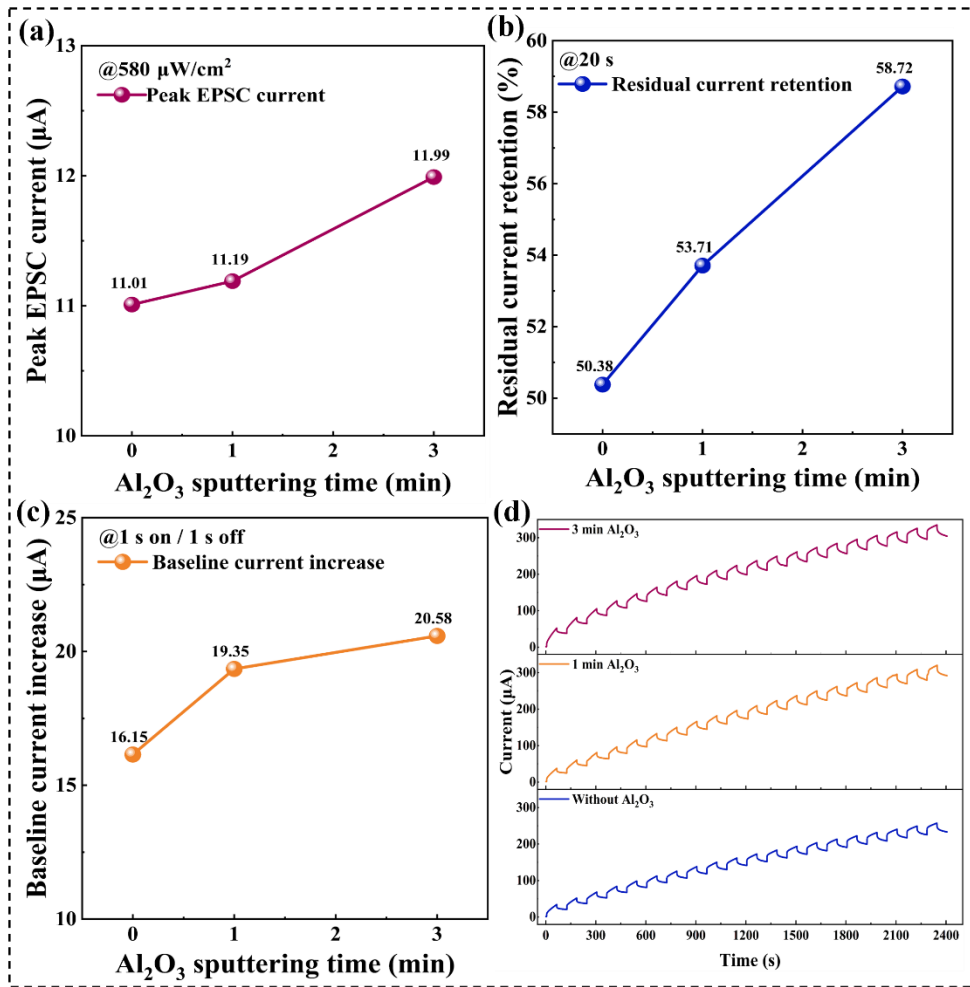 (a)
@580 μW/cm²
Peak EPSC current
Peak EPSC current (μA)
13
12
11
10
11.01
11.19
11.99
0 1 2 3
Al₂O₃ sputtering time (min)
(b)
@20 s
Residual current retention
Residual current retention (%)
60
58
56
54
52
50
50.38
53.71
58.72
0 1 2 3
Al₂O₃ sputtering time (min)
(c)
@1 s on / 1 s off
Baseline current increase
Baseline current increase (μA)
25
20
15
10
16.15
19.35
20.58
0 1 2 3
Al₂O₃ sputtering time (min)
(d)
3 min Al₂O₃
300
200
100
0
1 min Al₂O₃
300
200
100
0
Without Al₂O₃
300
200
100
0
Current (μA)
0 300 600 900 1200 1500 1800 2100 2400
Time (s)